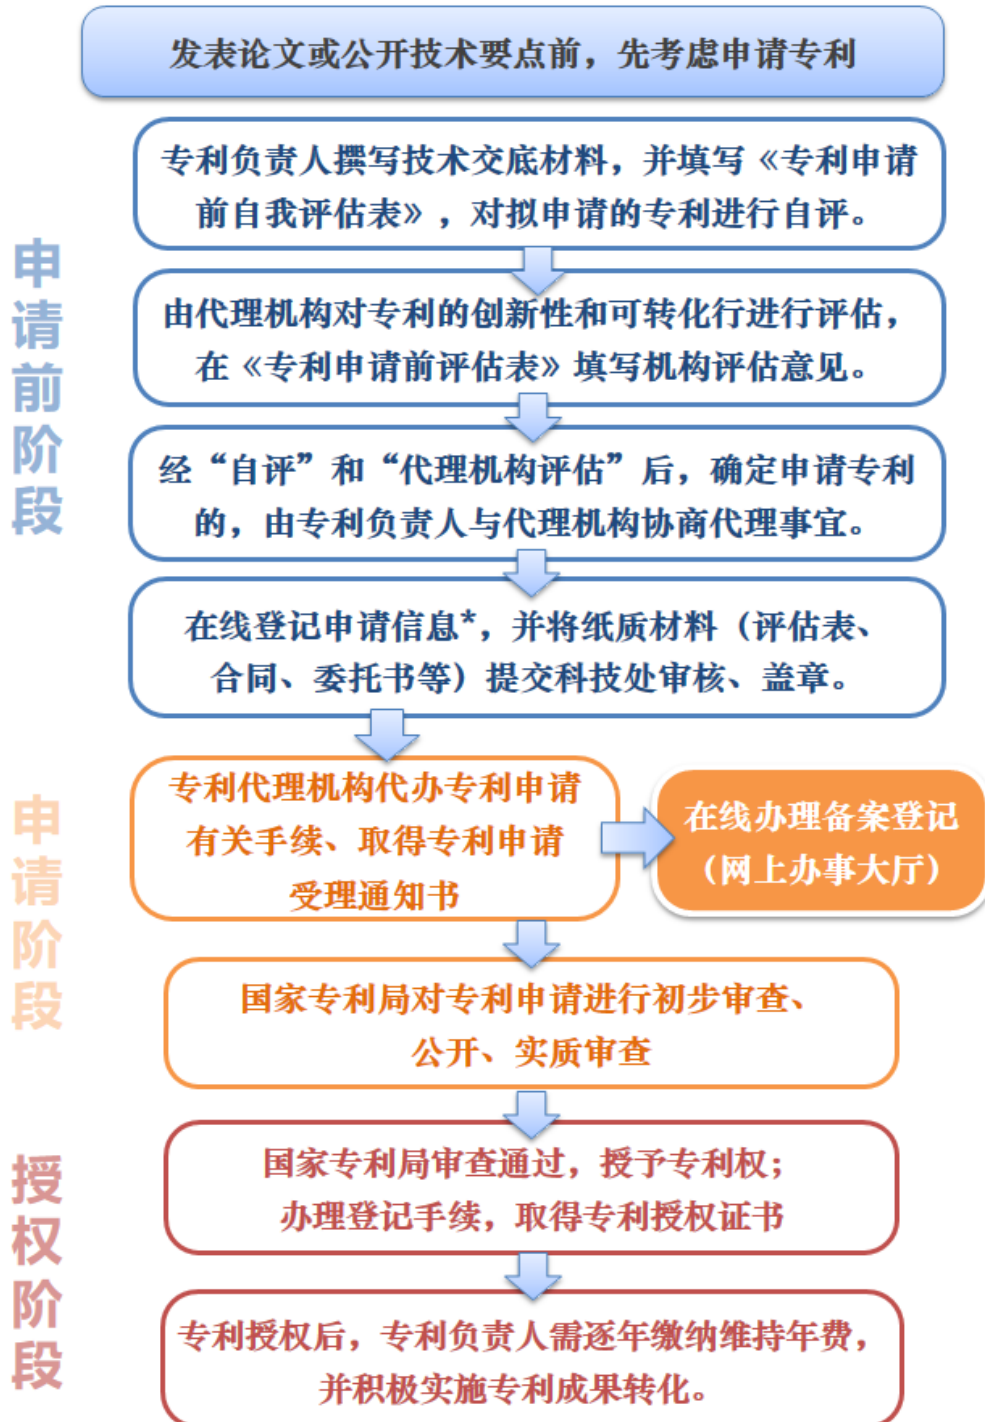 发表论文或公开技术要点前，先考虑申请专利
申请前阶段
专利负责人撰写技术交底材料，并填写《专利申请
前自我评估表》，对拟申请的专利进行自评。
由代理机构对专利的创新性和可转化行进行评估，
在《专利申请前评估表》填写机构评估意见。
经“自评”和“代理机构评估”后，确定申请专利
的，由专利负责人与代理机构协商代理事宜。
在线登记申请信息*，并将纸质材料（评估表、
合同、委托书等）提交科技处审核、盖章。
申请阶段
专利代理机构代办专利申请
有关手续、取得专利申请
受理通知书
在线办理备案登记
（网上办事大厅）
国家专利局对专利申请进行初步审查、
公开、实质审查
授权阶段
国家专利局审查通过，授予专利权；
办理登记手续，取得专利授权证书
专利授权后，专利负责人需逐年缴纳维持年费，
并积极实施专利成果转化。